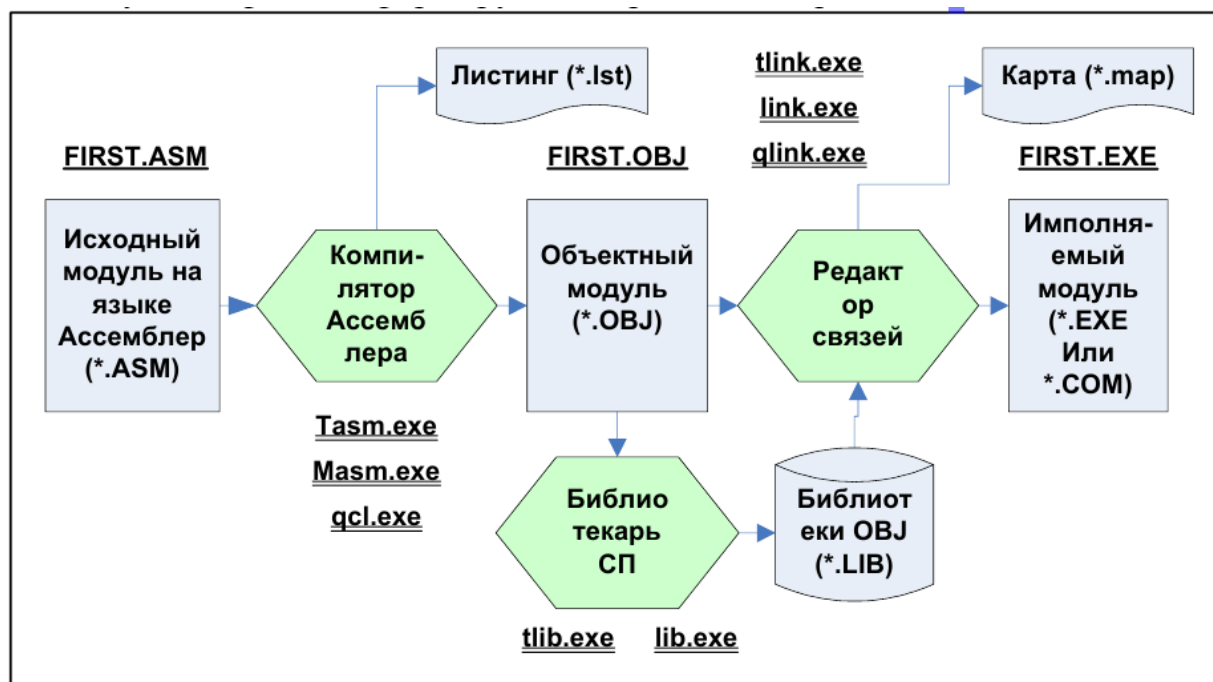 Листинг (*.lst)
tlink.exe
link.exe
qlink.exe
Карта (*.map)
FIRST.ASM
FIRST.OBJ
FIRST.EXE
Исходный
модуль на
языке
Ассемблер
(*.ASM)
Компи-
лятор
Ассемб
лера
Объектный
модуль
(*.OBJ)
Редакт
ор
связей
Имполня-
емый
модуль
(*.EXE
Или
*.COM)
Tasm.exe
Masm.exe
qcl.exe
Библио
текарь
СП
Библиот
еки OBJ
(*.LIB)
tlib.exe lib.exe